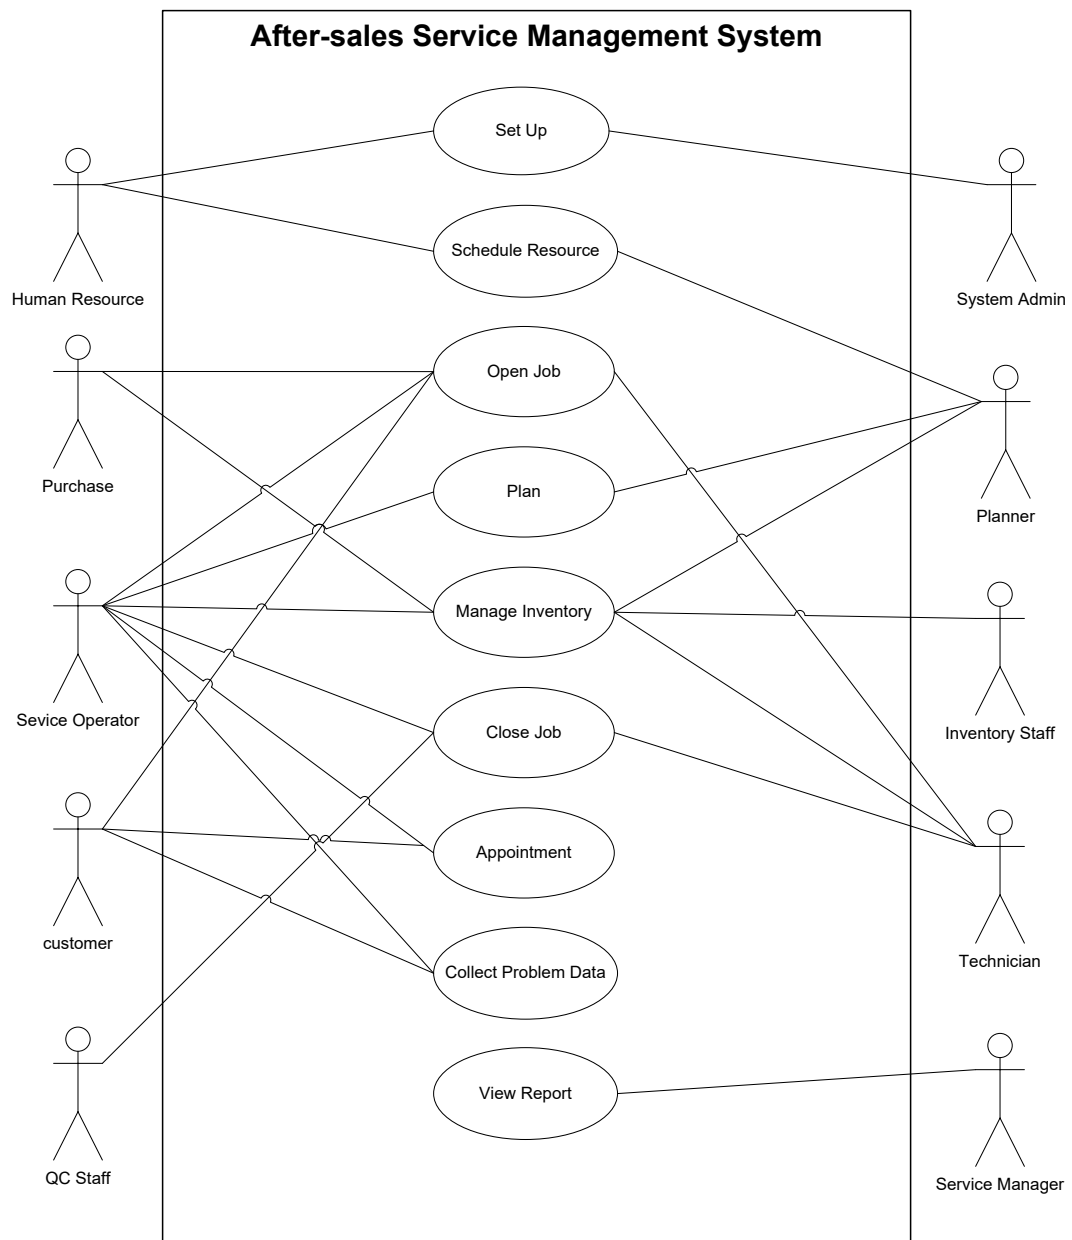 After-sales Service Management System
Set Up
Schedule Resource
Human Resource
System Admin
Open Job
Purchase
Plan
Planner
Manage Inventory
Sevice Operator
Close Job
Inventory Staff
Appointment
customer
Collect Problem Data
Technician
View Report
QC Staff
Service Manager